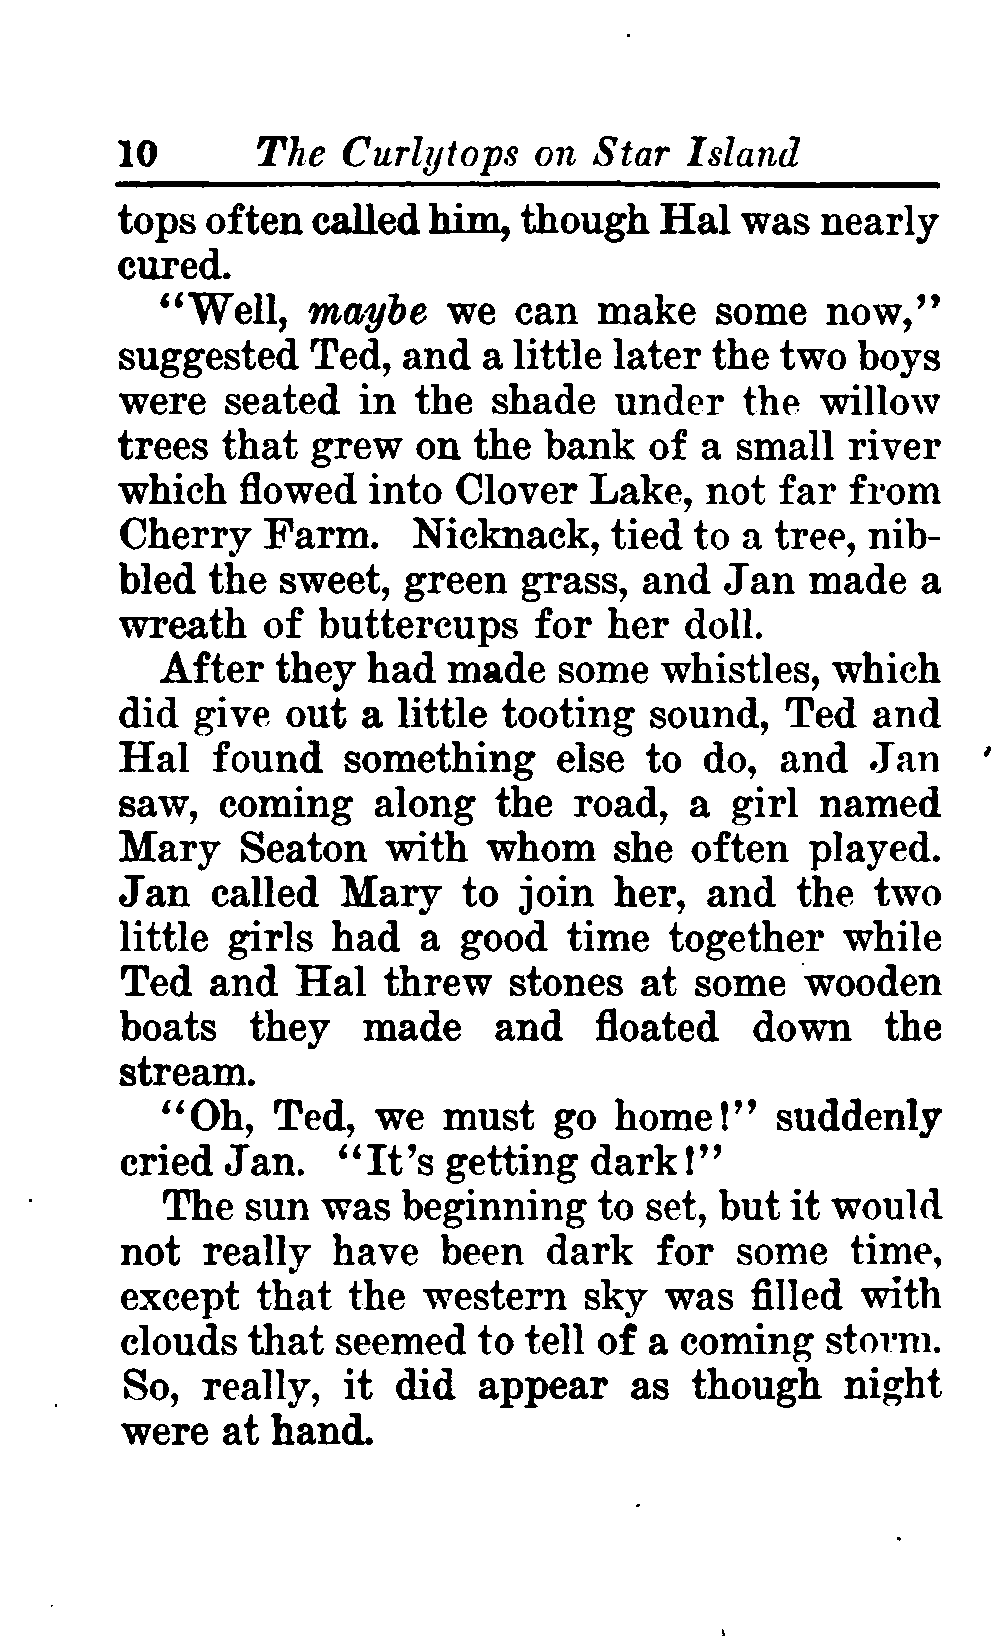 10 The Curlytops on Star Island
tops often called him, though Hal was nearly
cured.
“Well, maybe we can make some now,”
suggested Ted, and a little later the two boys
were seated in the shade under the willow
trees that grew on the bank of a small river
which flowed into Clover Lake, not far from
Cherry Farm. Nicknack, tied to a tree, nib-
bled the sweet, green grass, and Jan made a
wreath of buttercups for her doll.
After they had made some whistles, which
did give out a little tooting sound, Ted and
Hal found something else to do, and Jan
saw, coming along the road, a girl named
Mary Seaton with whom she often played.
Jan called Mary to join her, and the two
little girls had a good time together while
Ted and Hal threw stones at some wooden
boats they made and floated down the
stream.
“Oh, Ted, we must go home!” suddenly
cried Jan. “It’s getting dark!”
The sun was beginning to set, but it would
not really have been dark for some time,
except that the western sky was filled with
clouds that seemed to tell of a coming storm.
So, really, it did appear as though night
were at hand.